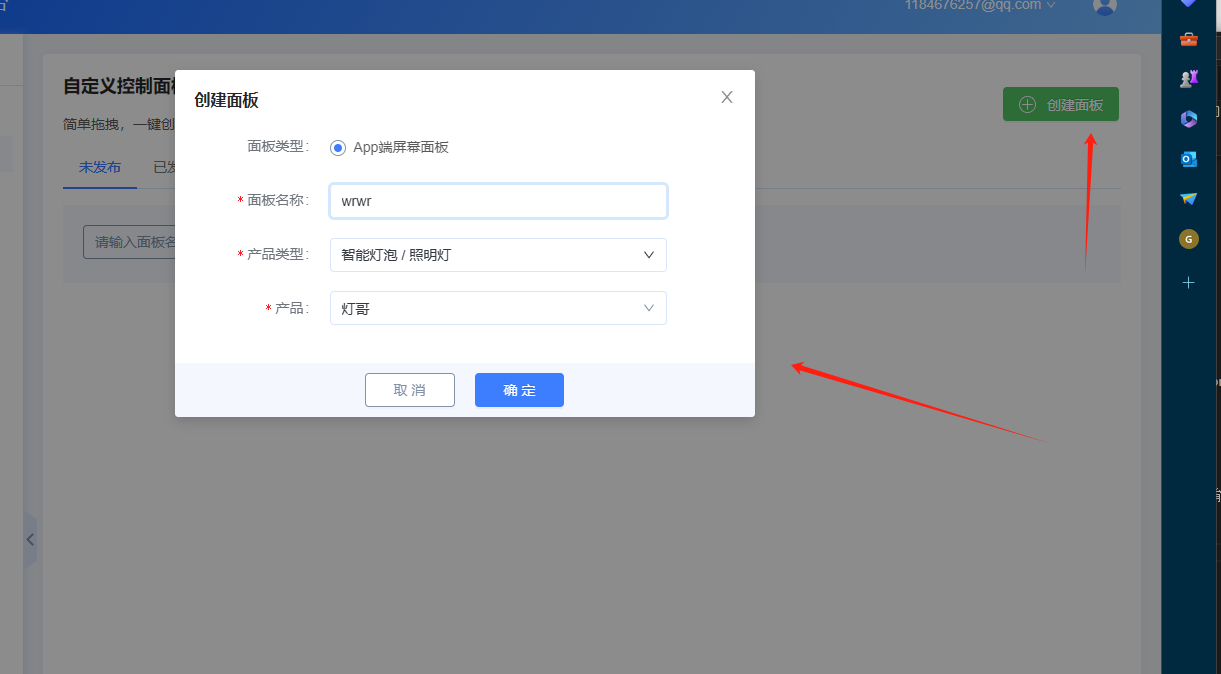 1184676257@qq.com
自定义控制面
简单拖拽，一键创
创建面板
未发布
已发
请输入面板名
创建面板
面板类型：
App端屏幕面板
* 面板名称：
wrwr
* 产品类型：
智能灯泡 / 照明灯
* 产品：
灯哥
取 消
确 定
G